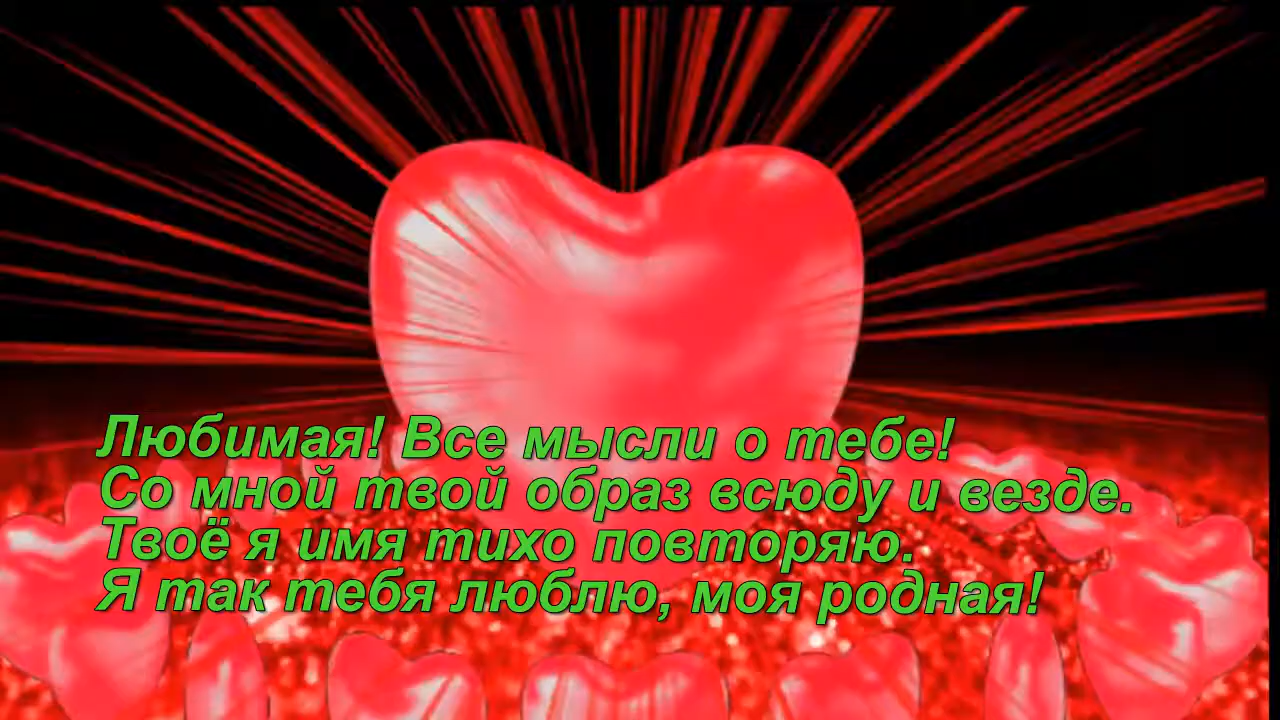 Любимая! Все мысли о тебе!
Со мной твой образ всюду и везде.
Твоё я имя тихо повторяю.
Я так тебя люблю, моя родная!